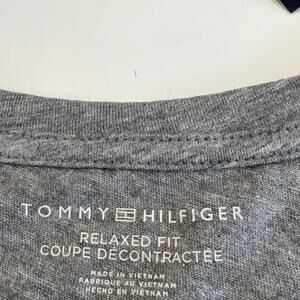 TOMMY HILFIGER
RELAXED FIT
COUPE DÉCONTRACTÉE
MADE IN VIETNAM
FABRIQUÉ AU VIETNAM
HECHO EN VIETNAM